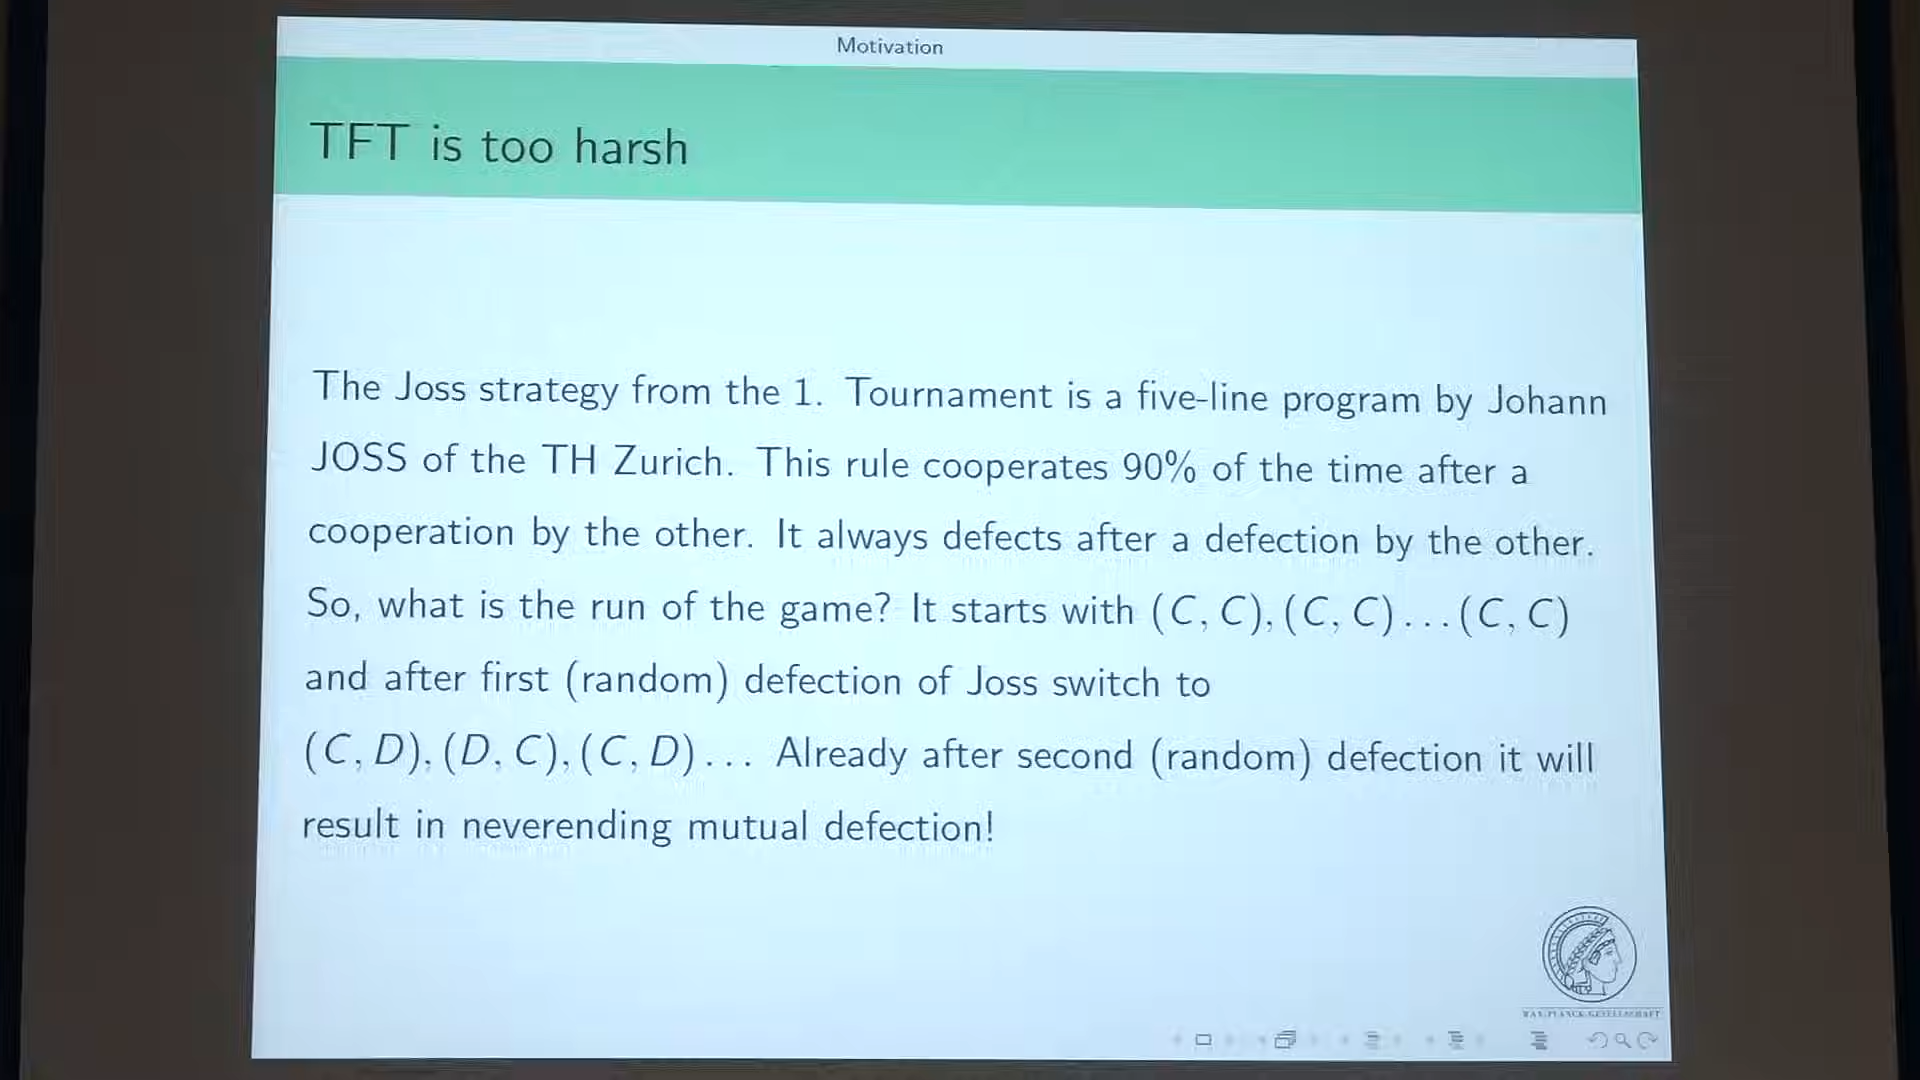 Motivation
TFT is too harsh
The Joss strategy from the 1. Tournament is a five-line program by Johann
JOSS of the TH Zurich. This rule cooperates 90% of the time after a
cooperation by the other. It always defects after a defection by the other.
So, what is the run of the game? It starts with (C, C), (C, C) . . . (C, C)
and after first (random) defection of Joss switch to
(C, D), (D, C), (C, D) . . . Already after second (random) defection it will
result in neverending mutual defection!
MAX-PLANCK-GESELLSCHAFT